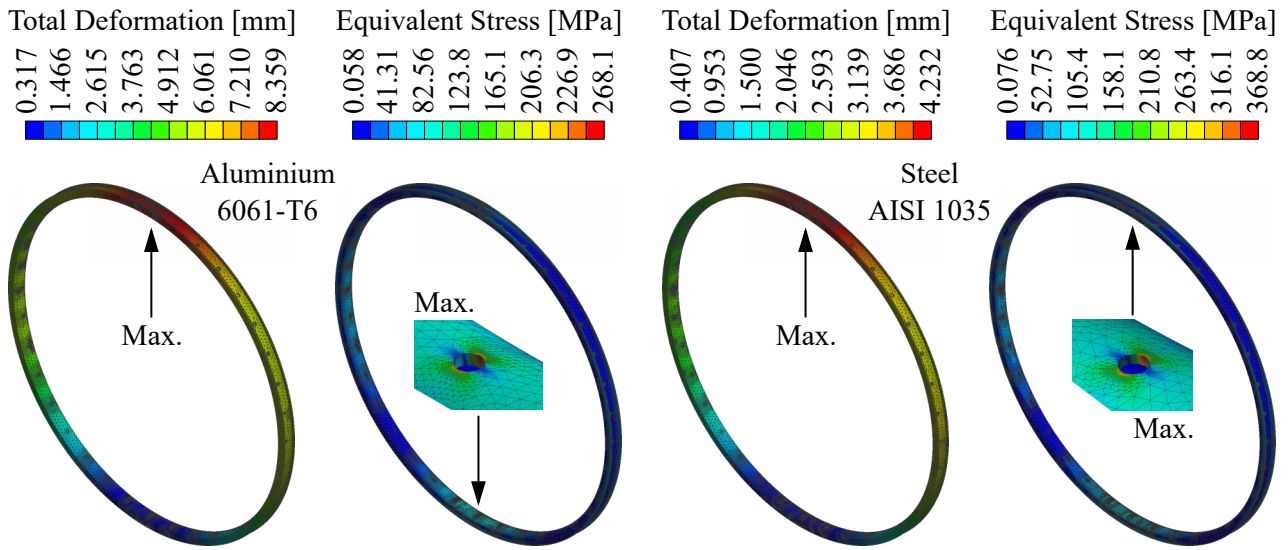 Total Deformation [mm]
0.317
1.466
2.615
3.763
4.912
6.061
7.210
8.359
Equivalent Stress [MPa]
0.058
41.31
82.56
123.8
165.1
206.3
226.9
268.1
Total Deformation [mm]
0.407
0.953
1.500
2.046
2.593
3.139
3.686
4.232
Equivalent Stress [MPa]
0.076
52.75
105.4
158.1
210.8
263.4
316.1
368.8
Aluminium
6061-T6
Steel
AISI 1035
Max.
Max.
Max.
Max.